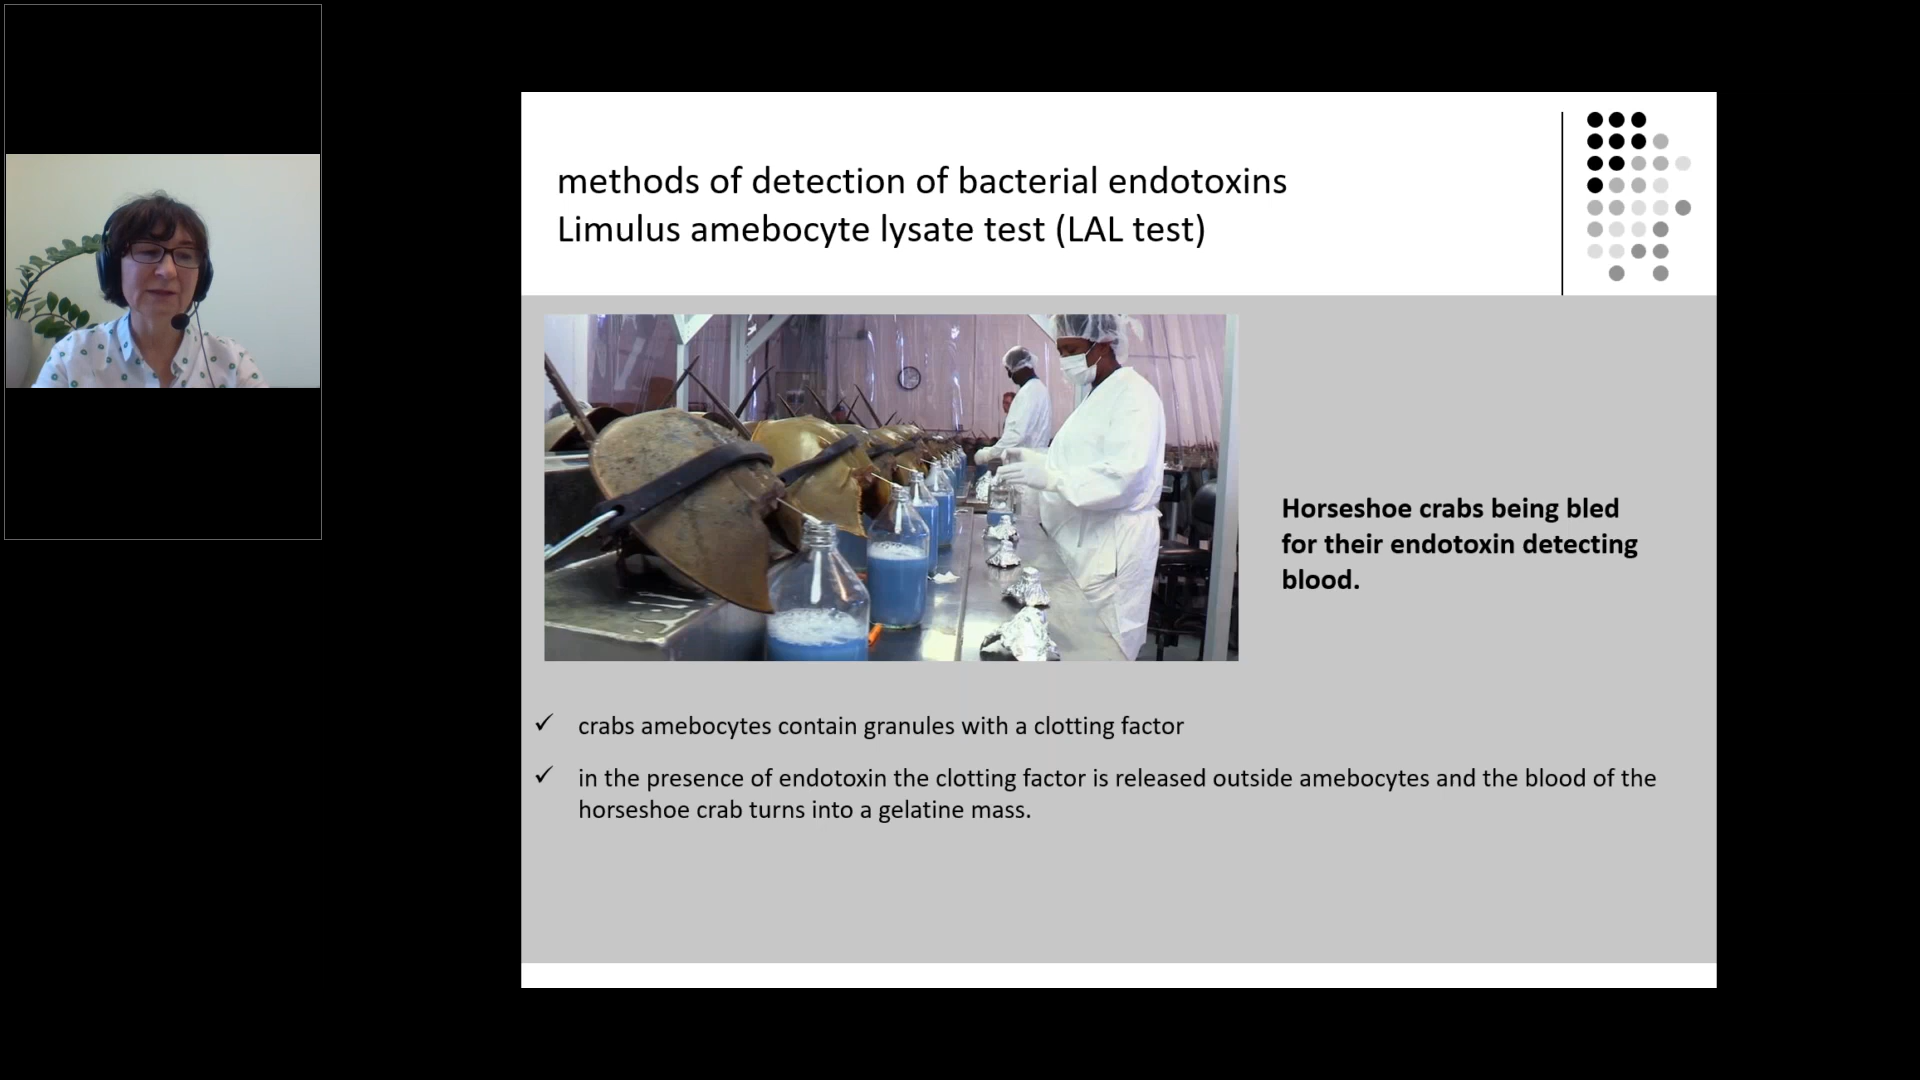 methods of detection of bacterial endotoxins
Limulus amebocyte lysate test (LAL test)
Horseshoe crabs being bled
for their endotoxin detecting
blood.
✓ crabs amebocytes contain granules with a clotting factor
✓ in the presence of endotoxin the clotting factor is released outside amebocytes and the blood of the
horseshoe crab turns into a gelatine mass.